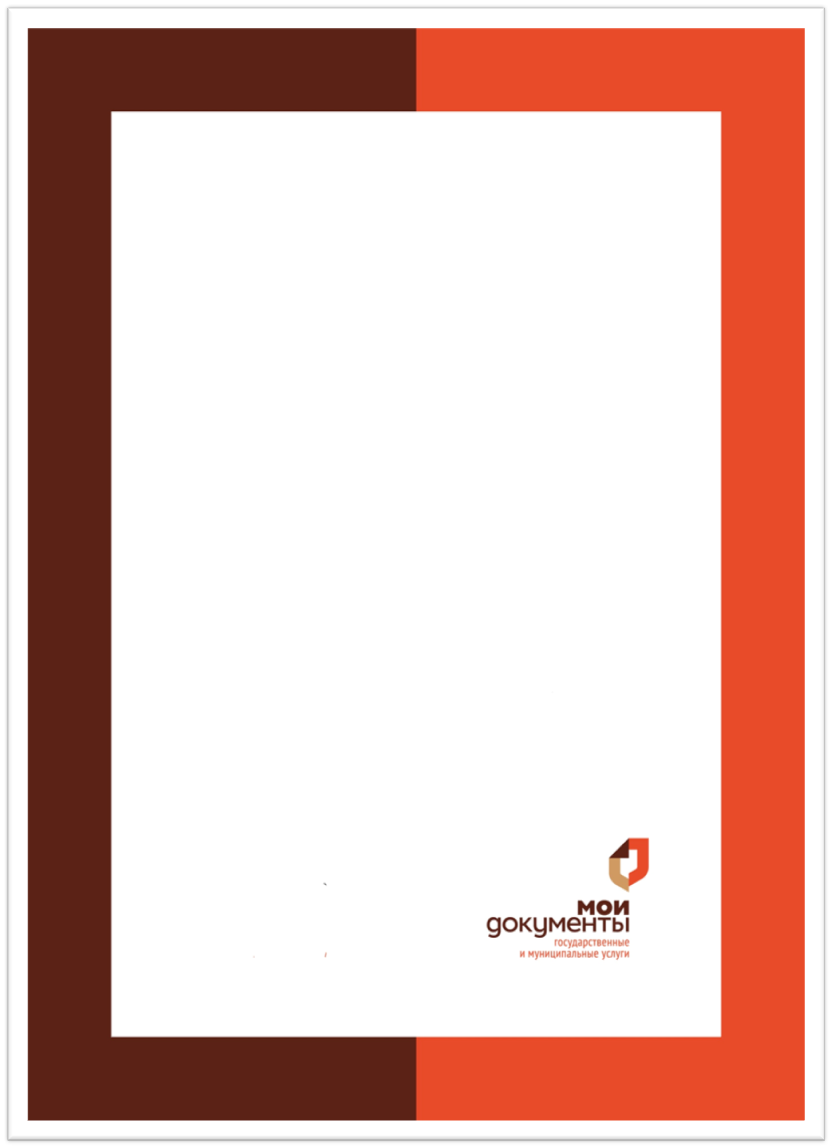 мои
документы
государственные
и муниципальные услуги